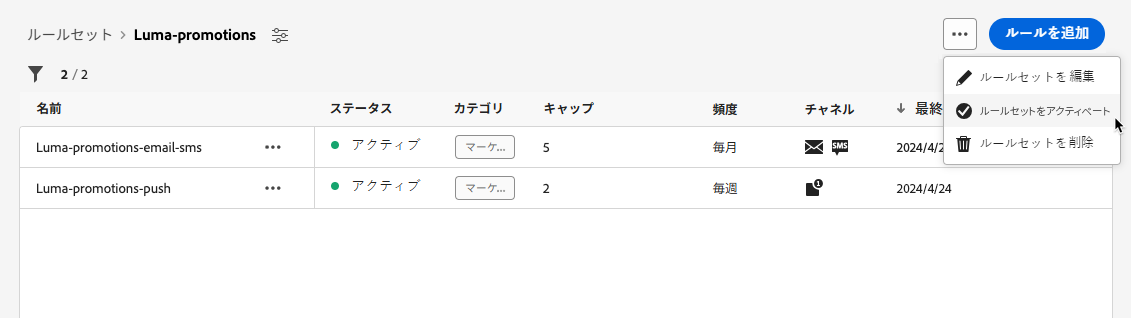 ルールセット > Luma-promotions
ルールを追加
2 / 2
ルールセットを編集
ルールセットをアクティベート
ルールセットを削除
名前 ステータス カテゴリ キャップ 頻度 チャネル ↓ 最終
Luma-promotions-email-sms アクティブ マーケ... 5 毎月 SMS 2024/4/2
Luma-promotions-push アクティブ マーケ... 2 毎週 1 2024/4/24